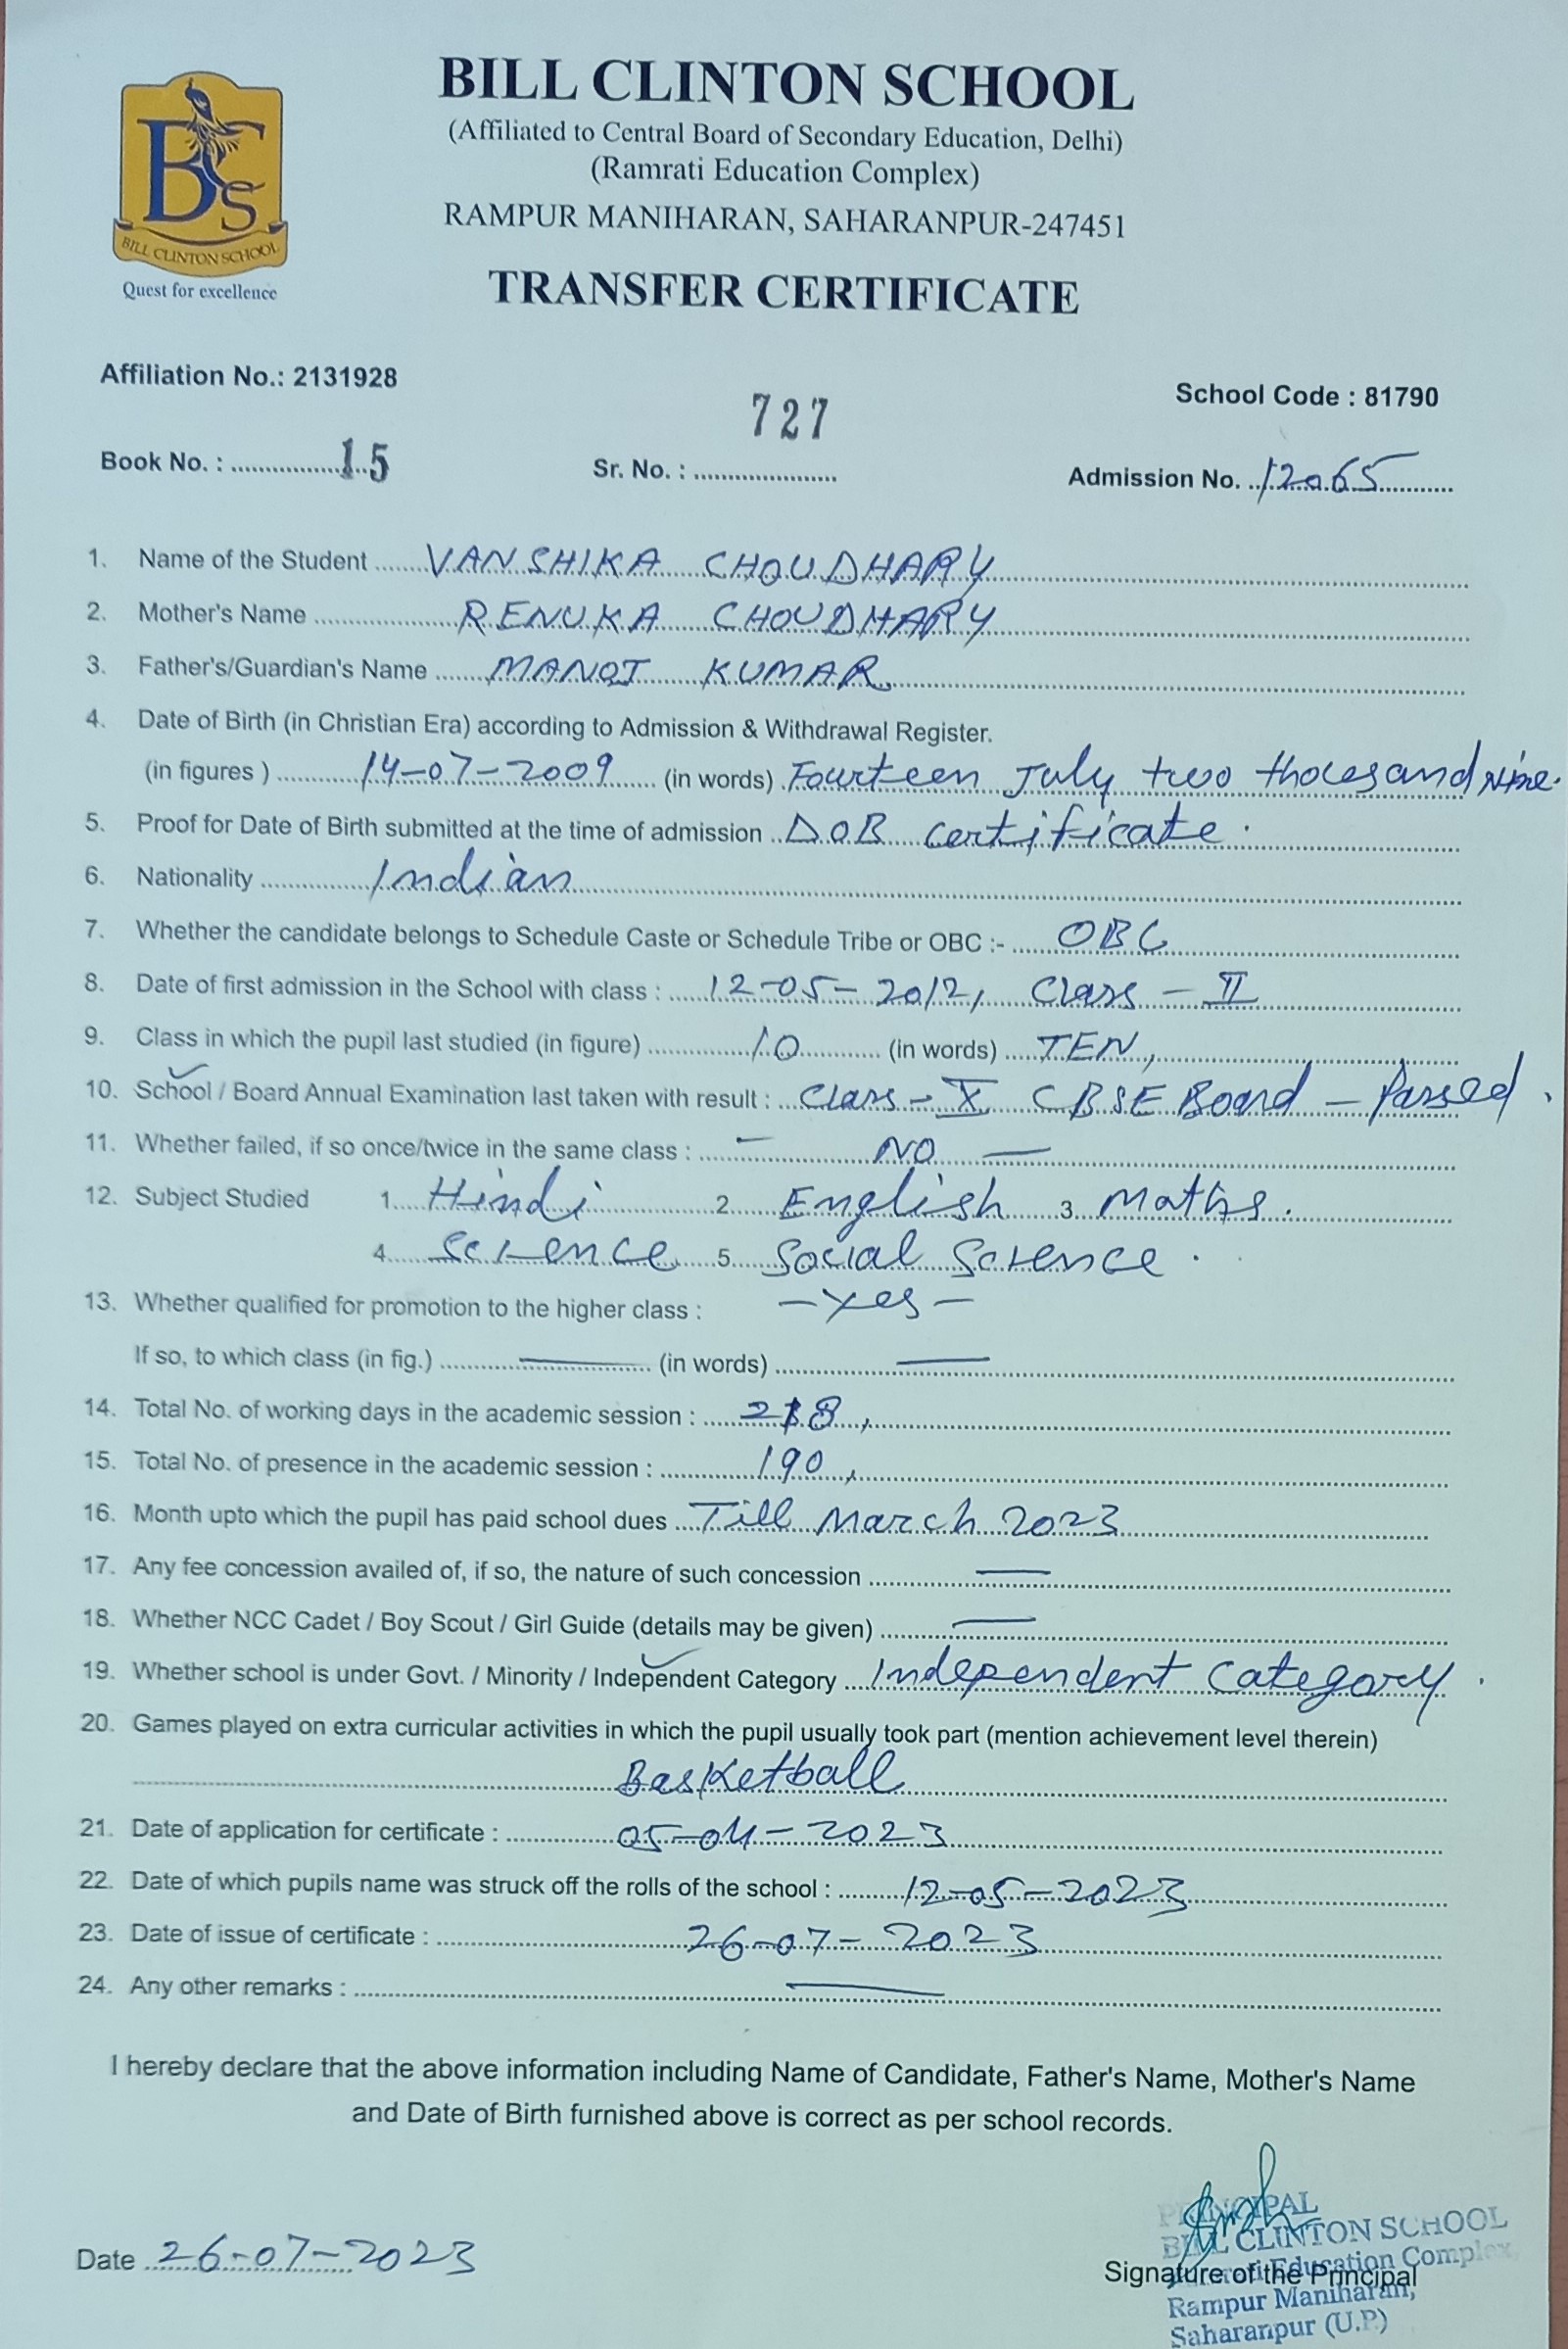 BCS
BILL CLINTON SCHOOL
Quest for excellence
BILL CLINTON SCHOOL
(Affiliated to Central Board of Secondary Education, Delhi)
(Ramrati Education Complex)
RAMPUR MANIHARAN, SAHARANPUR-247451
TRANSFER CERTIFICATE
Affiliation No.: 2131928
School Code : 81790
Book No. : 15 Sr. No. : 727 Admission No. 12065
1. Name of the Student VANSHIKA CHOUDHARY
2. Mother's Name RENUKA CHOUDHARY
3. Father's/Guardian's Name MANOJ KUMAR
4. Date of Birth (in Christian Era) according to Admission & Withdrawal Register.
(in figures ) 14-07-2009 (in words) Fourteen July two thousand Nine.
5. Proof for Date of Birth submitted at the time of admission DOB certificate.
6. Nationality Indian
7. Whether the candidate belongs to Schedule Caste or Schedule Tribe or OBC :- OBC
8. Date of first admission in the School with class : 12-05-2012, Class - II
9. Class in which the pupil last studied (in figure) 10 (in words) TEN,
10. School / Board Annual Examination last taken with result : Class - X CBSE Board - Passed.
11. Whether failed, if so once/twice in the same class : — NO —
12. Subject Studied 1. Hindi 2. English 3. Maths.
4. Science 5. Social Science.
13. Whether qualified for promotion to the higher class : - Yes -
If so, to which class (in fig.) — (in words) —
14. Total No. of working days in the academic session : 218,
15. Total No. of presence in the academic session : 190,
16. Month upto which the pupil has paid school dues Till March 2023
17. Any fee concession availed of, if so, the nature of such concession —
18. Whether NCC Cadet / Boy Scout / Girl Guide (details may be given) —
19. Whether school is under Govt. / Minority / Independent Category Independent Category.
20. Games played on extra curricular activities in which the pupil usually took part (mention achievement level therein)
Basketball
21. Date of application for certificate : 05-04-2023
22. Date of which pupils name was struck off the rolls of the school : 12-05-2023
23. Date of issue of certificate : 26-07-2023
24. Any other remarks : —
I hereby declare that the above information including Name of Candidate, Father's Name, Mother's Name
and Date of Birth furnished above is correct as per school records.
PRINCIPAL
BILL CLINTON SCHOOL
Education Complex
Date 26-07-2023 Signature of the Principal
Rampur Maniharan,
Saharanpur (U.P.)